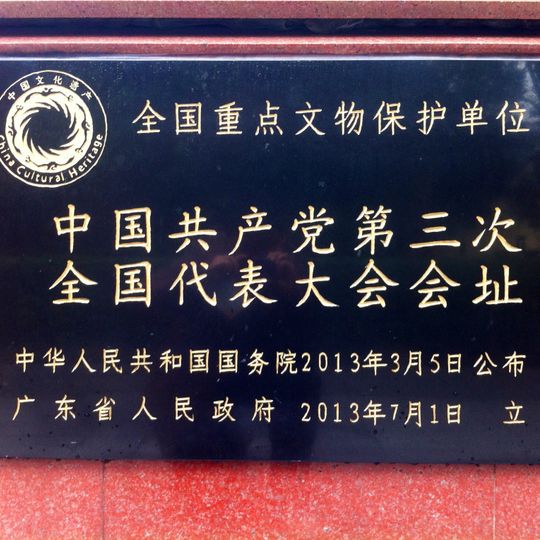 中国文化遗产
China Cultural Heritage
全国重点文物保护单位
中国共产党第三次
全国代表大会会址
中华人民共和国国务院2013年3月5日公布
广东省人民政府 2013年7月1日 立